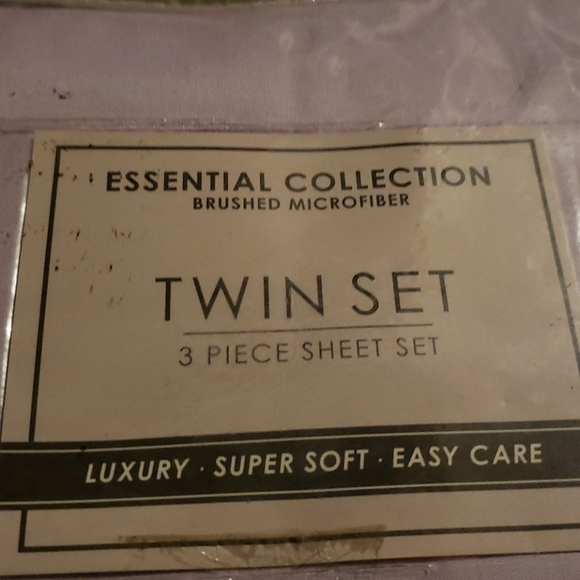 ESSENTIAL COLLECTION
BRUSHED MICROFIBER
TWIN SET
3 PIECE SHEET SET
LUXURY · SUPER SOFT · EASY CARE